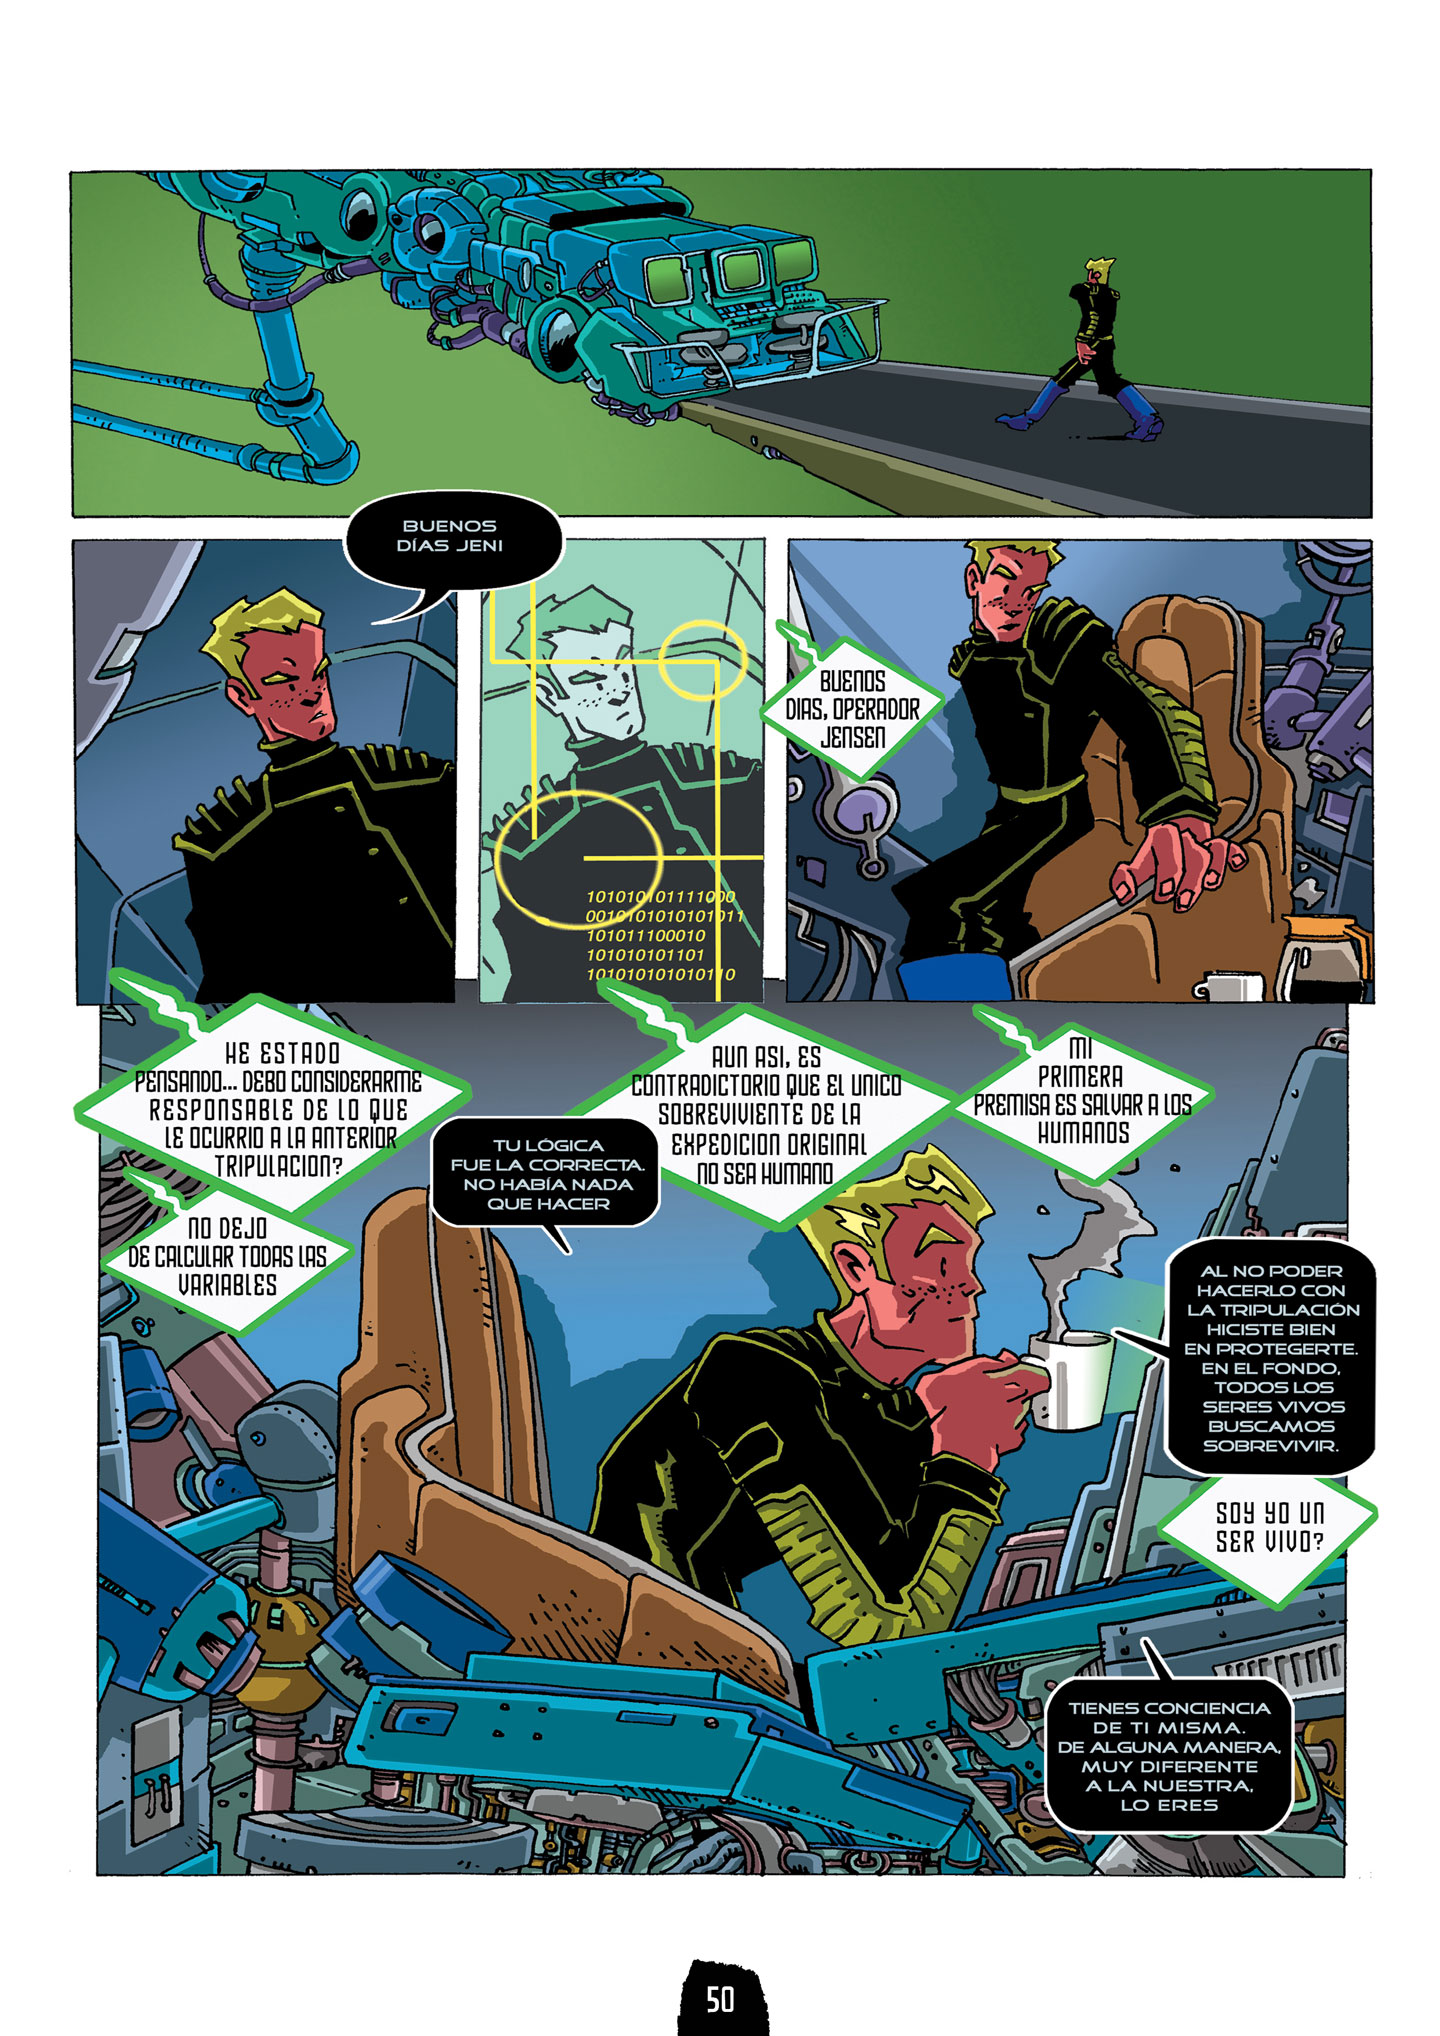 BUENOS
DÍAS JENI
101010101111000
0010101010101011
101011100010
101010101101
101010101010110
BUENOS
DIAS, OPERADOR
JENSEN
HE ESTADO
PENSANDO... DEBO CONSIDERARME
RESPONSABLE DE LO QUE
LE OCURRIO A LA ANTERIOR
TRIPULACION?
NO DEJO
DE CALCULAR TODAS LAS
VARIABLES
TU LÓGICA
FUE LA CORRECTA.
NO HABÍA NADA
QUE HACER
AUN ASI, ES
CONTRADICTORIO QUE EL UNICO
SOBREVIVIENTE DE LA
EXPEDICION ORIGINAL
NO SEA HUMANO
MI
PRIMERA
PREMISA ES SALVAR A LOS
HUMANOS
AL NO PODER
HACERLO CON
LA TRIPULACIÓN
HICISTE BIEN
EN PROTEGERTE.
EN EL FONDO,
TODOS LOS
SERES VIVOS
BUSCAMOS
SOBREVIVIR.
SOY YO UN
SER VIVO?
TIENES CONCIENCIA
DE TI MISMA.
DE ALGUNA MANERA,
MUY DIFERENTE
A LA NUESTRA,
LO ERES
50